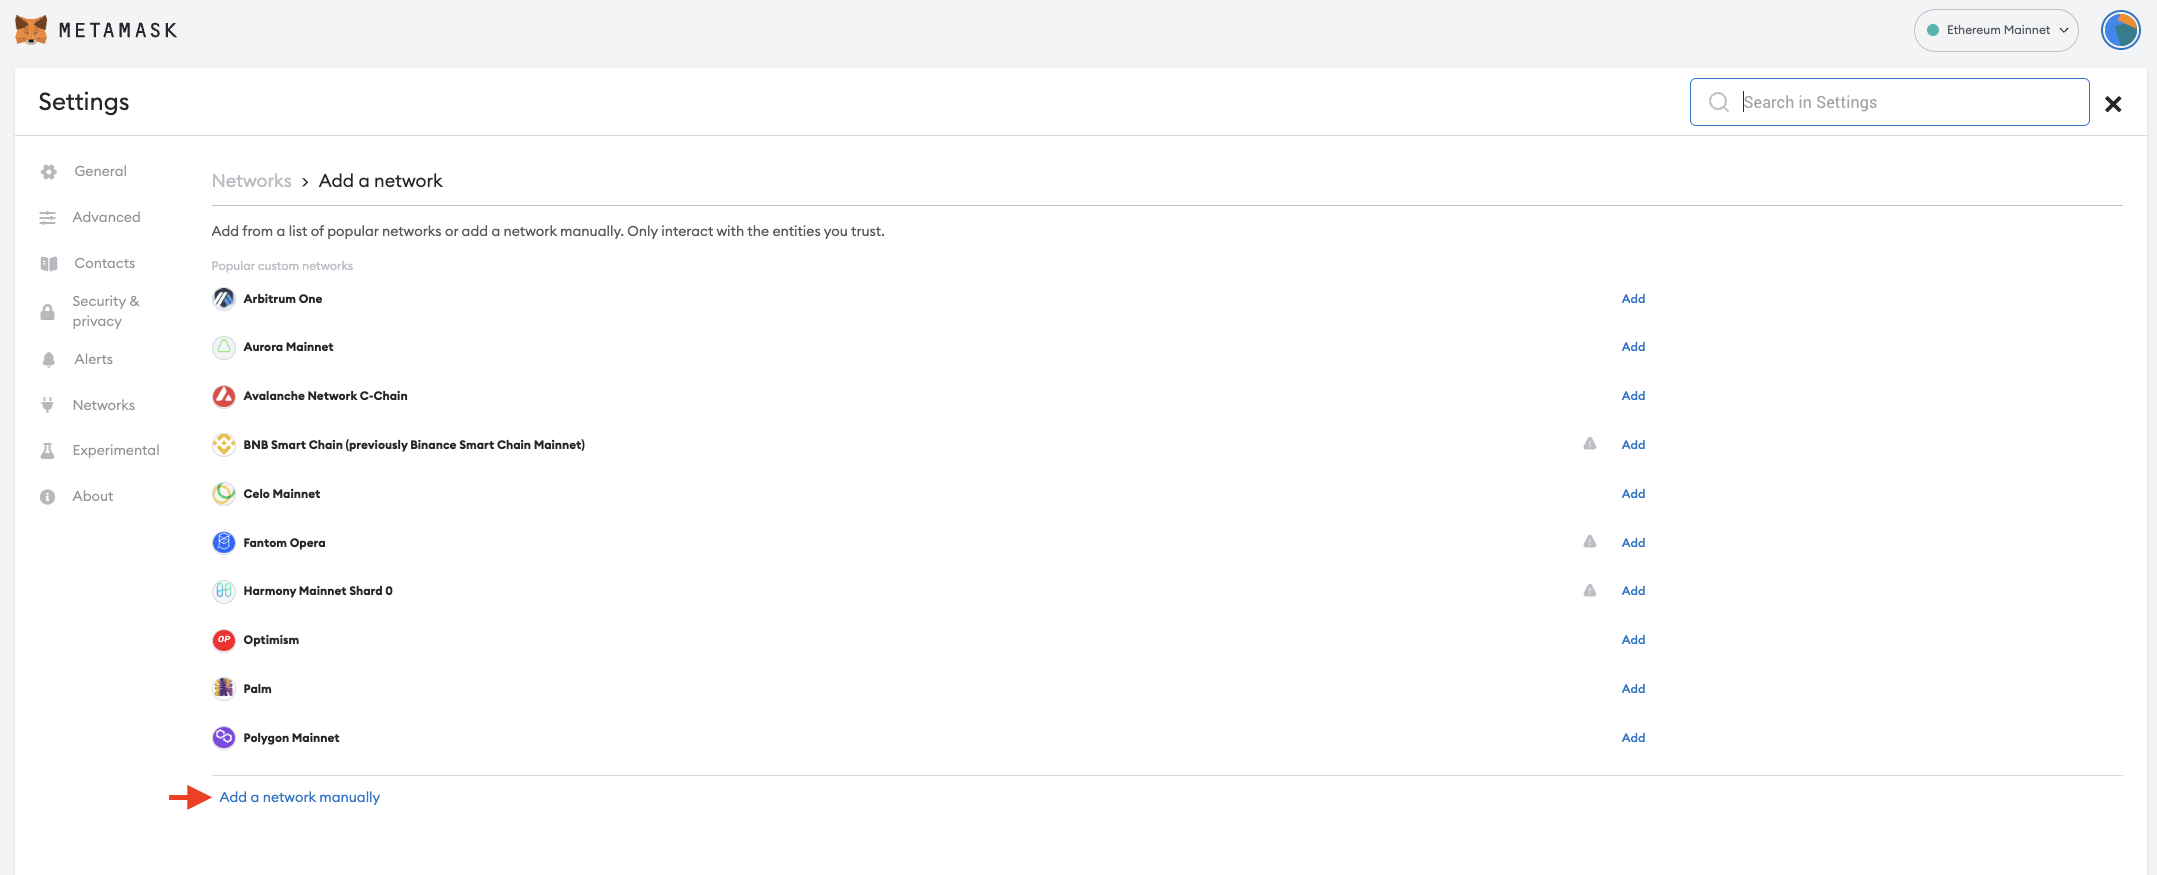 METAMASK
Ethereum Mainnet
Settings
Search in Settings
General
Advanced
Contacts
Security &
privacy
Alerts
Networks
Experimental
About
Networks > Add a network
Add from a list of popular networks or add a network manually. Only interact with the entities you trust.
Popular custom networks
Arbitrum One Add
Aurora Mainnet Add
Avalanche Network C-Chain Add
BNB Smart Chain (previously Binance Smart Chain Mainnet) Add
Celo Mainnet Add
Fantom Opera Add
Harmony Mainnet Shard 0 Add
OP Optimism Add
Palm Add
Polygon Mainnet Add
Add a network manually